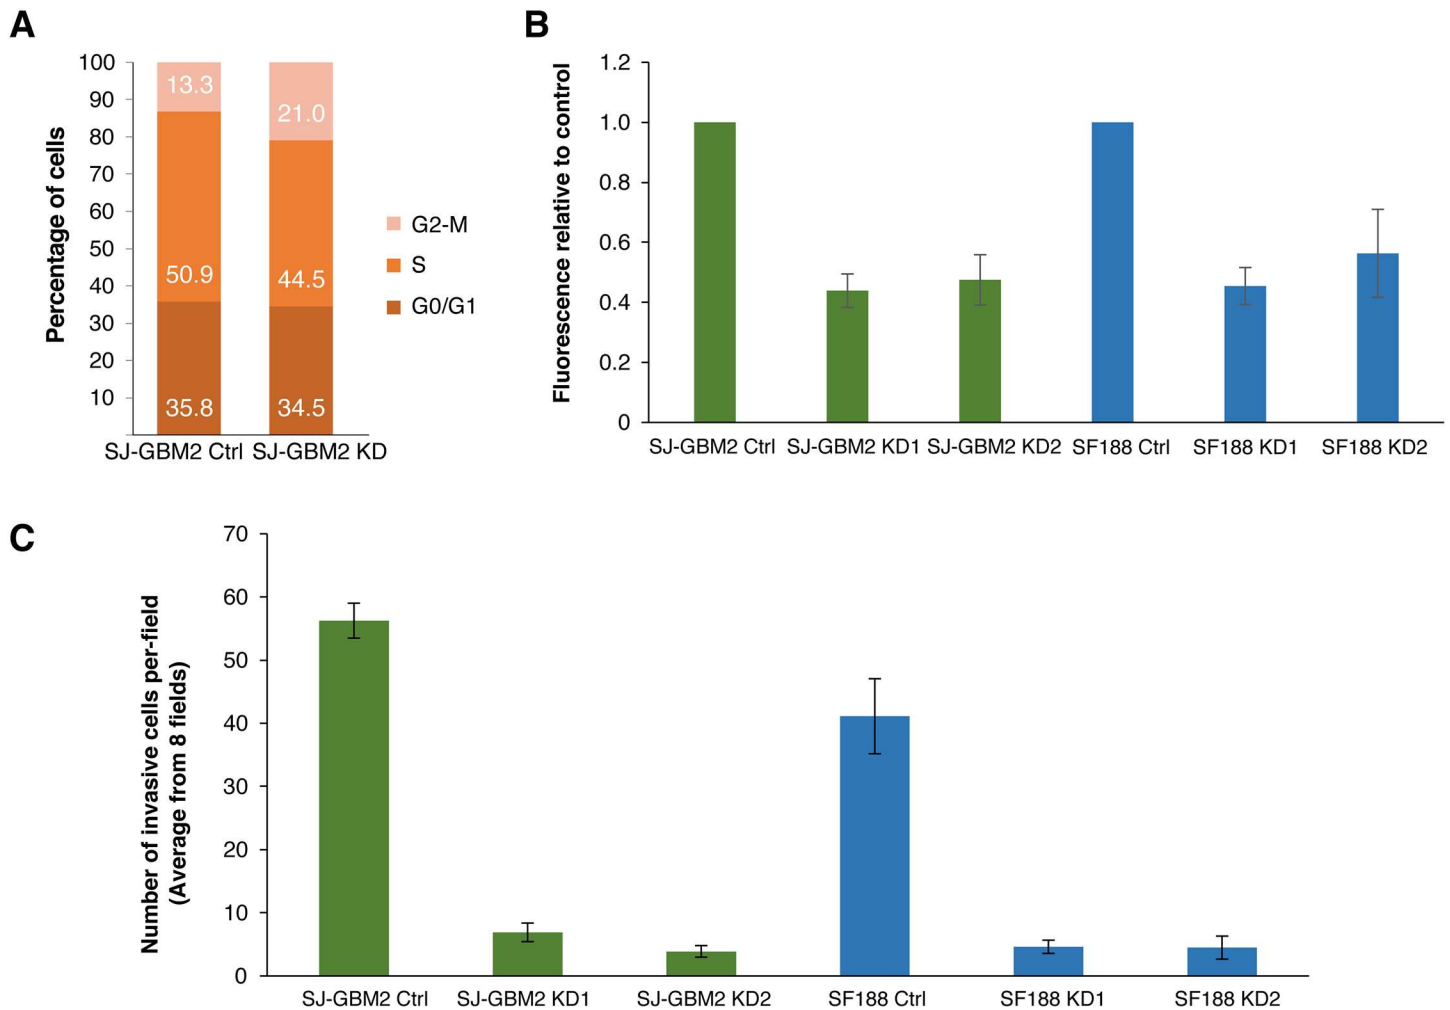 A
Percentage of cells
100
90
80
70
60
50
40
30
20
10
13.3
50.9
35.8
21.0
44.5
34.5
SJ-GBM2 Ctrl
SJ-GBM2 KD
G2-M
S
G0/G1
B
Fluorescence relative to control
1.2
1.0
0.8
0.6
0.4
0.2
0
SJ-GBM2 Ctrl
SJ-GBM2 KD1
SJ-GBM2 KD2
SF188 Ctrl
SF188 KD1
SF188 KD2
C
Number of invasive cells per-field
(Average from 8 fields)
70
60
50
40
30
20
10
0
SJ-GBM2 Ctrl
SJ-GBM2 KD1
SJ-GBM2 KD2
SF188 Ctrl
SF188 KD1
SF188 KD2